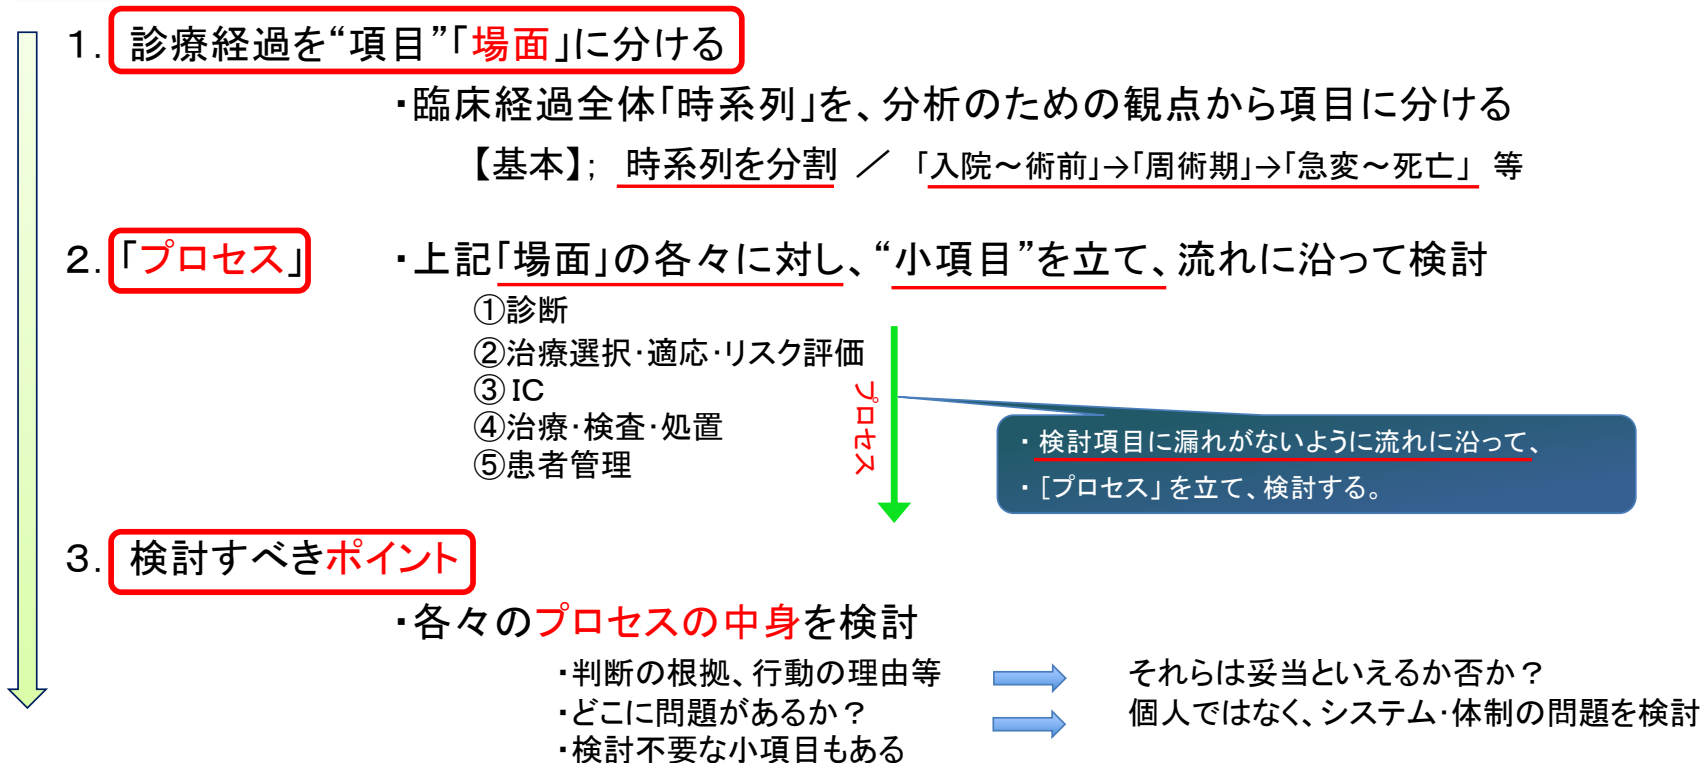 1. 診療経過を“項目”「場面」に分ける
・臨床経過全体「時系列」を、分析のための観点から項目に分ける
【基本】; 時系列を分割 ／ 「入院～術前」→「周術期」→「急変～死亡」 等
２.「プロセス」 ・上記「場面」の各々に対し、“小項目”を立て、流れに沿って検討
①診断
②治療選択・適応・リスク評価
③IC
④治療・検査・処置
⑤患者管理
プロセス
・検討項目に漏れがないように流れに沿って、
・［プロセス」を立て、検討する。
３. 検討すべきポイント
・各々のプロセスの中身を検討
・判断の根拠、行動の理由等 それらは妥当といえるか否か？
・どこに問題があるか？ 個人ではなく、システム・体制の問題を検討
・検討不要な小項目もある